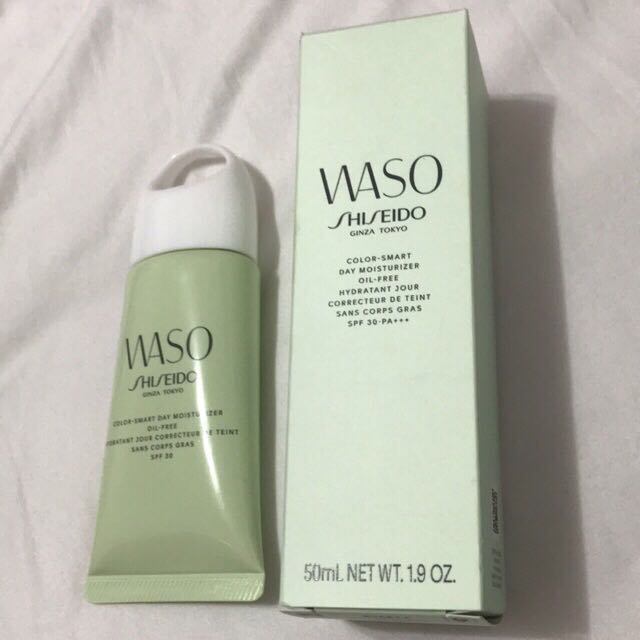 WASO
SHISEIDO
GINZA TOKYO
COLOR-SMART DAY MOISTURIZER
OIL-FREE
HYDRATANT JOUR CORRECTEUR DE TEINT
SANS CORPS GRAS
SPF 30
WASO
SHISEIDO
GINZA TOKYO
COLOR-SMART
DAY MOISTURIZER
OIL-FREE
HYDRATANT JOUR
CORRECTEUR DE TEINT
SANS CORPS GRAS
SPF 30·PA+++
50mL NET WT. 1.9 OZ.